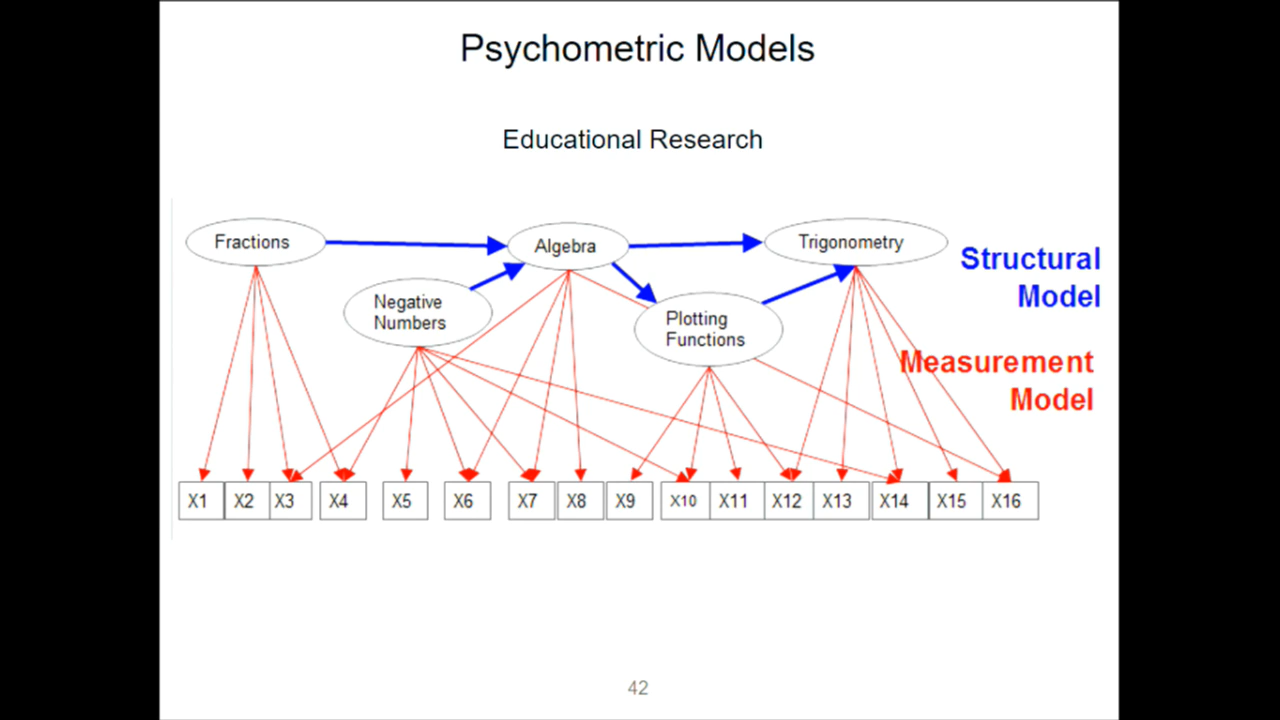 Psychometric Models
Educational Research
Fractions
Algebra
Trigonometry
Structural
Model
Negative
Numbers
Plotting
Functions
Measurement
Model
X1 X2 X3 X4 X5 X6 X7 X8 X9 X10 X11 X12 X13 X14 X15 X16
42